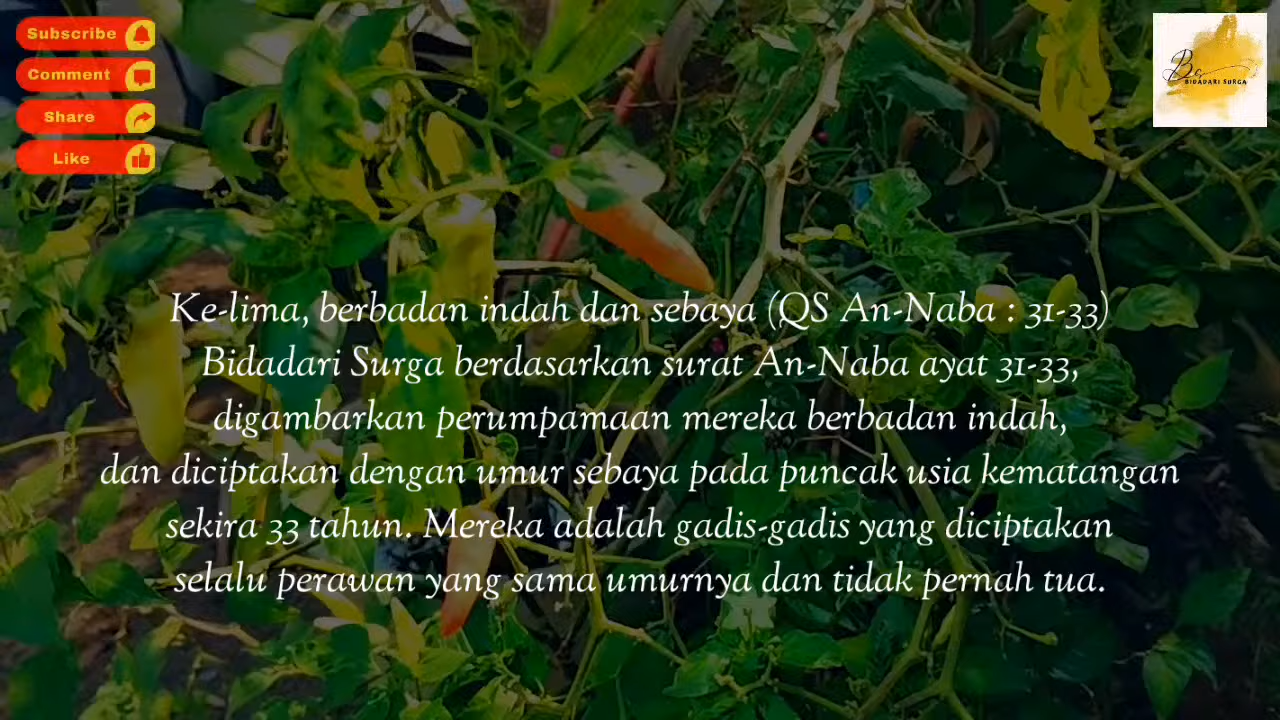 Subscribe
Comment
Share
Like
Bs
BIDADARI SURGA
Ke-lima, berbadan indah dan sebaya (QS An-Naba : 31-33)
Bidadari Surga berdasarkan surat An-Naba ayat 31-33,
digambarkan perumpamaan mereka berbadan indah,
dan diciptakan dengan umur sebaya pada puncak usia kematangan
sekira 33 tahun. Mereka adalah gadis-gadis yang diciptakan
selalu perawan yang sama umurnya dan tidak pernah tua.